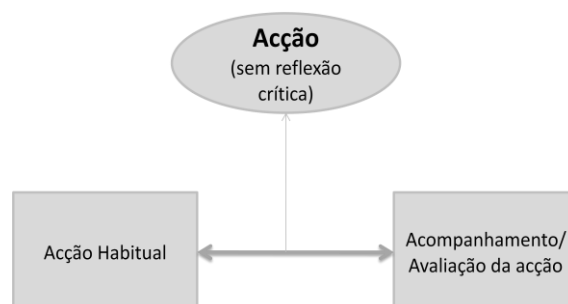 Acção
(sem reflexão
crítica)
Acção Habitual
Acompanhamento/
Avaliação da acção